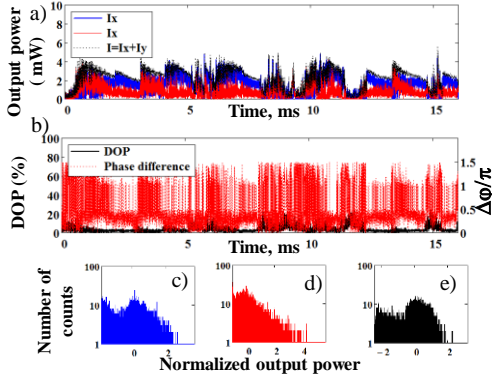 a)
Output power
( mW)
10
8
6
4
2
0
Ix
Ix
I=Ix+Iy
0
5
10
15
Time, ms
b)
DOP (%)
100
80
60
40
20
0
DOP
Phase difference
1.5
1
0.5
0
Δφ/π
0
5
10
15
Time, ms
Number of
counts
100
10
1
c)
0
2
100
10
1
d)
0
2
4
100
10
1
e)
−2
0
2
Normalized output power